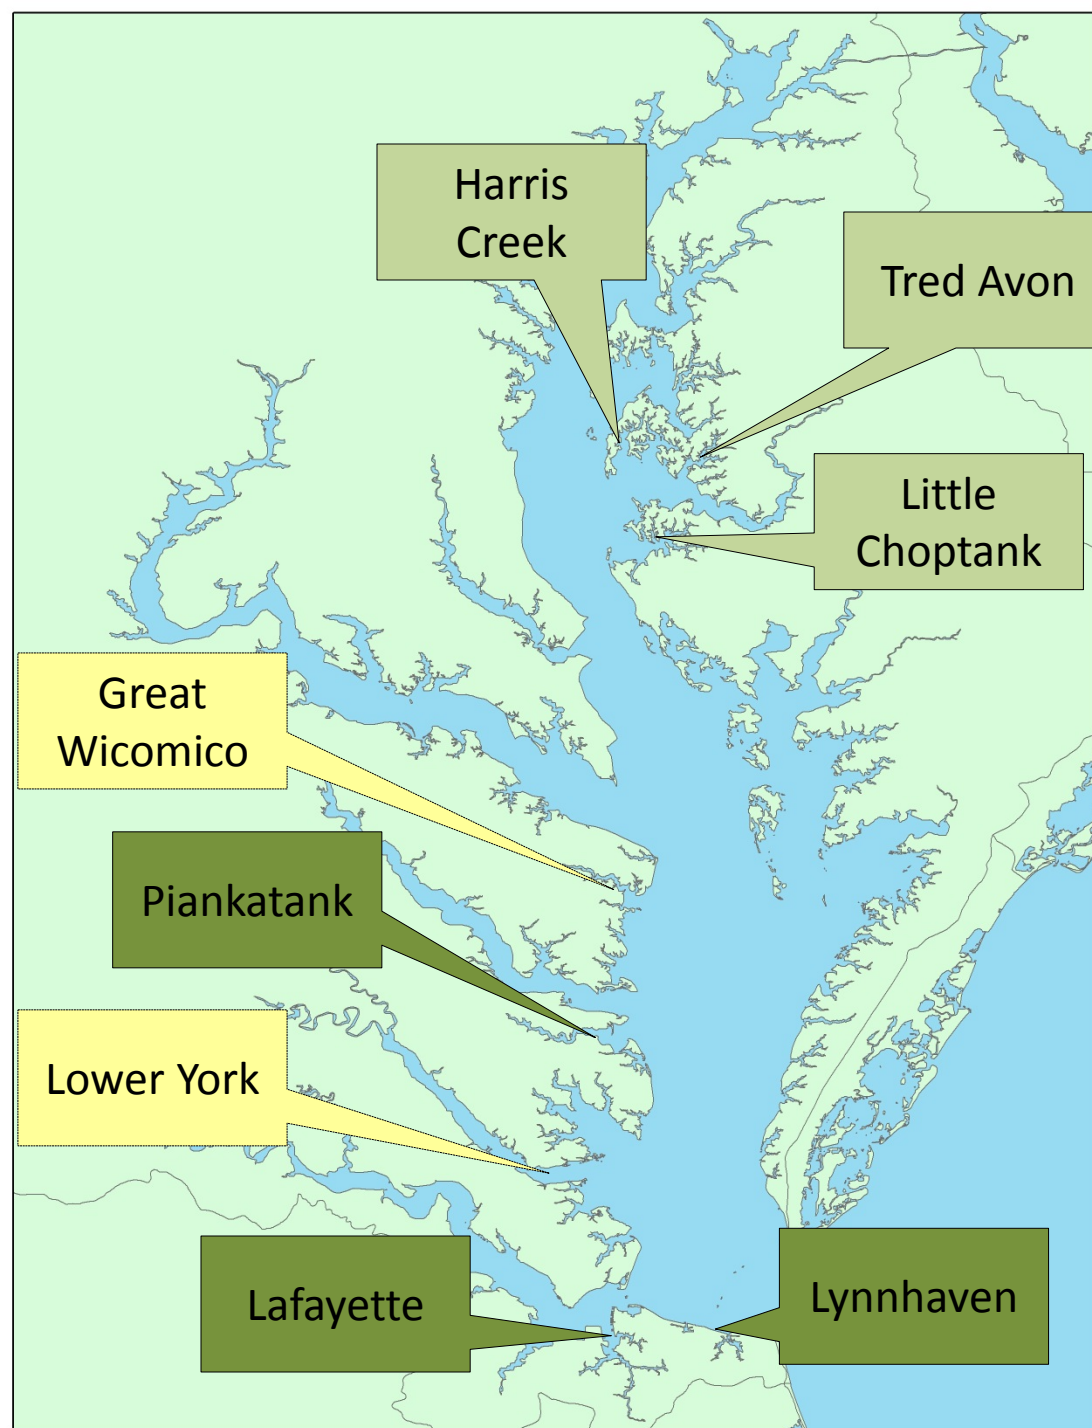 Harris
Creek
Tred Avon
Little
Choptank
Great
Wicomico
Piankatank
Lower York
Lafayette
Lynnhaven